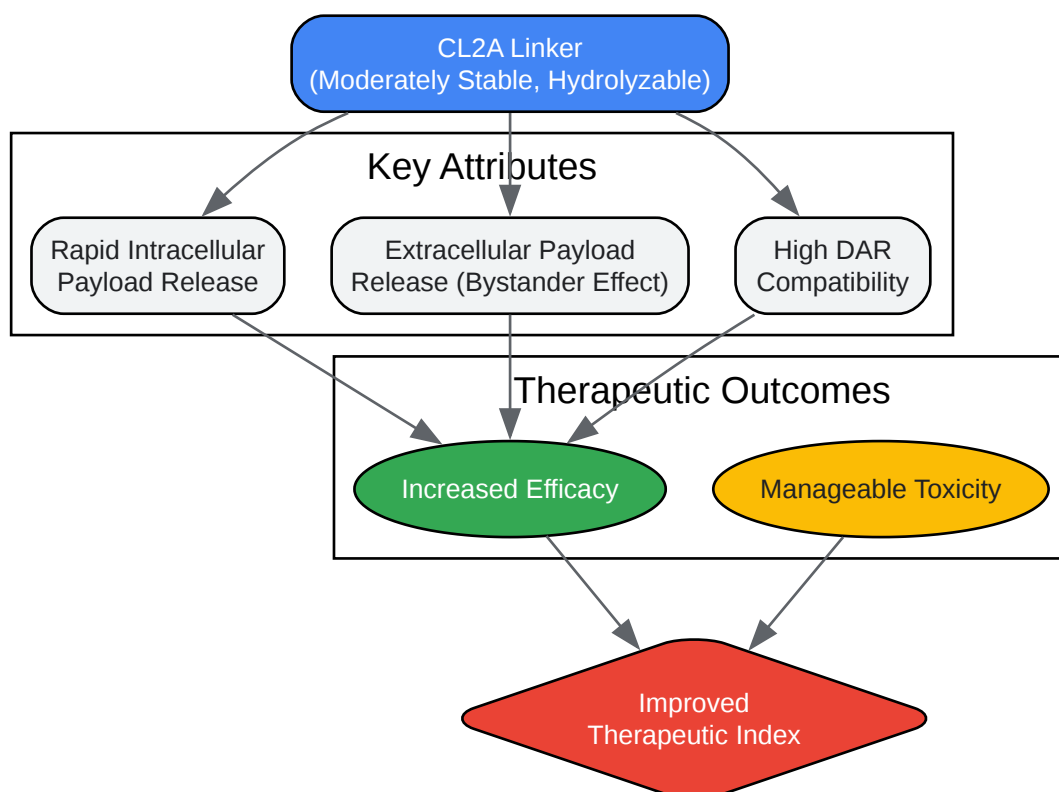 CL2A Linker
(Moderately Stable, Hydrolyzable)
Key Attributes
Rapid Intracellular
Payload Release
Extracellular Payload
Release (Bystander Effect)
High DAR
Compatibility
Therapeutic Outcomes
Increased Efficacy
Manageable Toxicity
Improved
Therapeutic Index